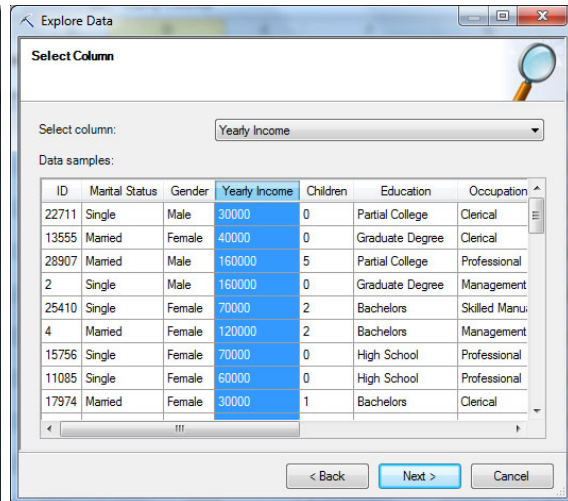 Explore Data
Select Column
Select column: Yearly Income
Data samples:
ID Marital Status Gender Yearly Income Children Education Occupation
22711 Single Male 30000 0 Partial College Clerical
13555 Married Female 40000 0 Graduate Degree Clerical
28907 Married Male 160000 5 Partial College Professional
2 Single Male 160000 0 Graduate Degree Management
25410 Single Female 70000 2 Bachelors Skilled Manu
4 Married Female 120000 2 Bachelors Management
15756 Single Female 70000 0 High School Professional
11085 Single Female 60000 0 High School Professional
17974 Married Female 30000 1 Bachelors Clerical
< Back Next > Cancel